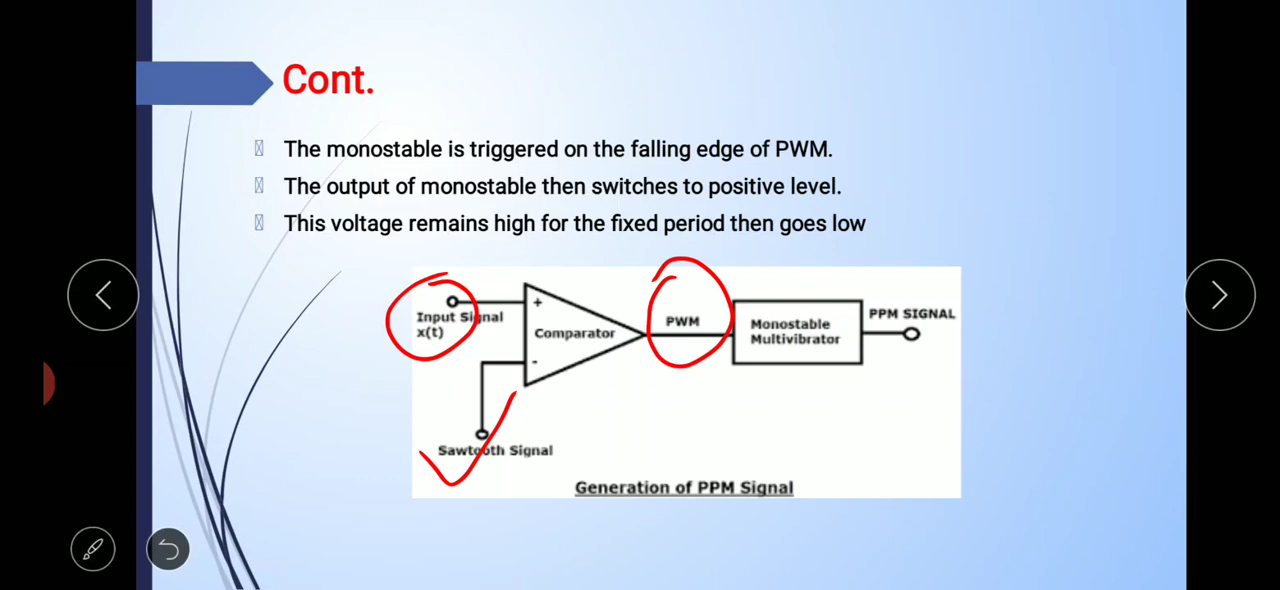 Cont.
The monostable is triggered on the falling edge of PWM.
The output of monostable then switches to positive level.
This voltage remains high for the fixed period then goes low
Input Signal
x(t)
+
Comparator
-
Sawtooth Signal
PWM
Monostable
Multivibrator
PPM SIGNAL
Generation of PPM Signal